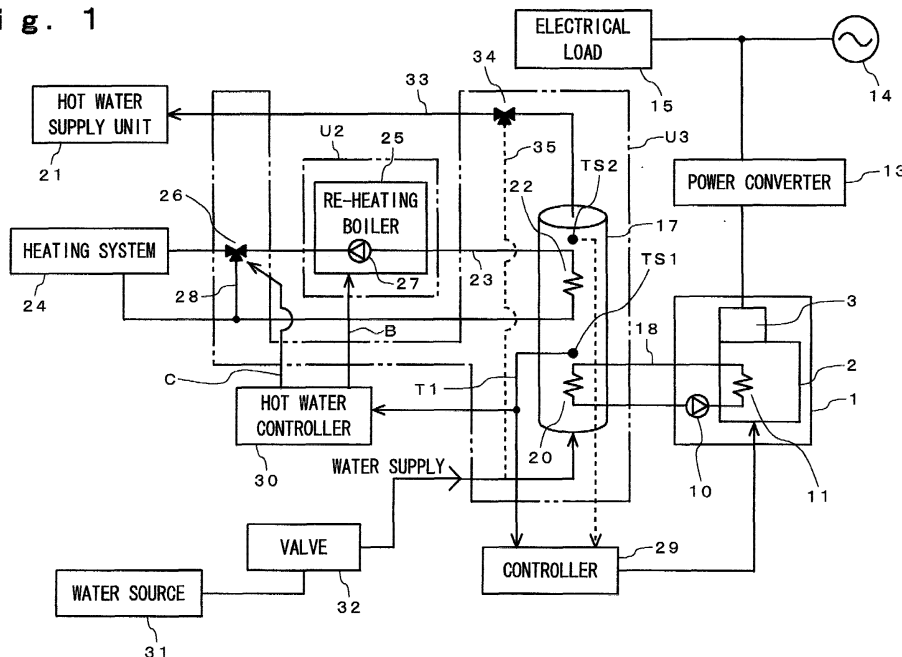 Fig. 1
ELECTRICAL
LOAD
15
14
34
33
HOT WATER
SUPPLY UNIT
21
U2
25
35
U3
TS2
22
POWER CONVERTER
13
26
RE-HEATING
BOILER
17
HEATING SYSTEM
24
27
23
TS1
28
3
18
B
2
C
T1
1
HOT WATER
CONTROLLER
30
20
10
11
WATER SUPPLY
VALVE
32
CONTROLLER
29
WATER SOURCE
31